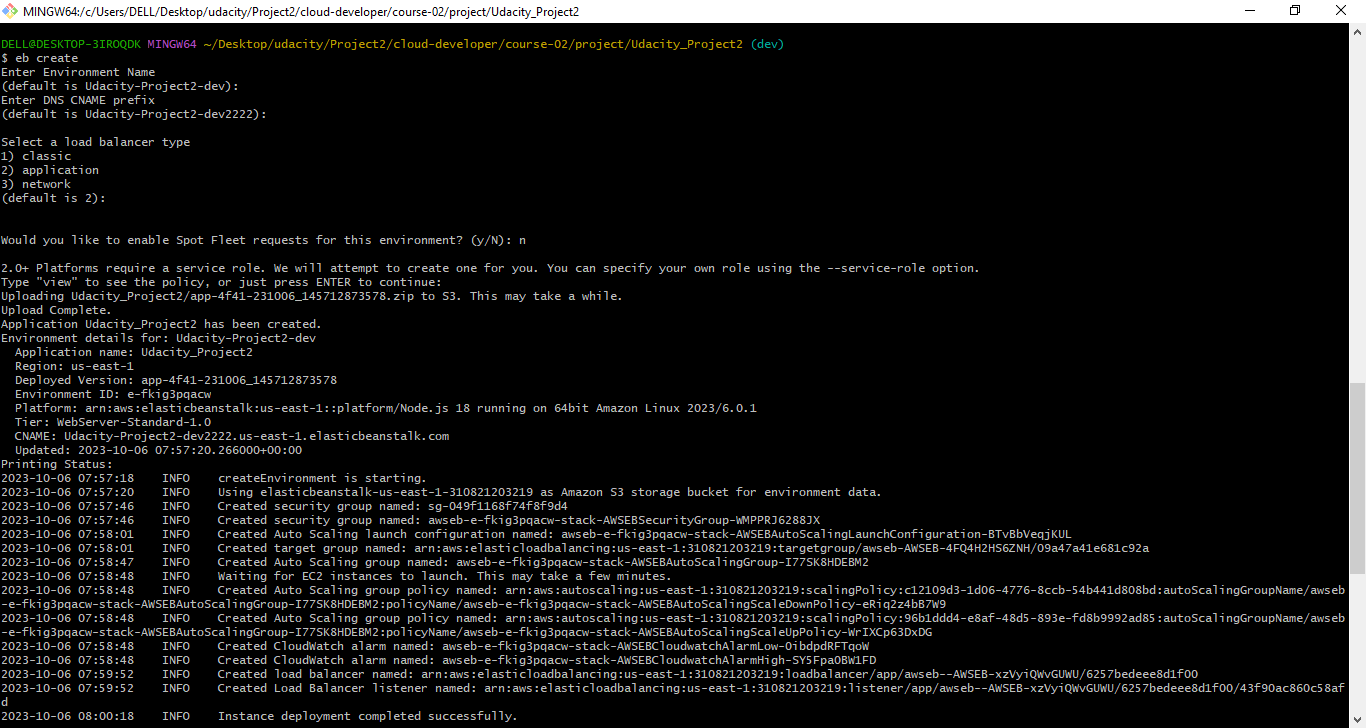 MINGW64:/c/Users/DELL/Desktop/udacity/Project2/cloud-developer/course-02/project/Udacity_Project2
DELL@DESKTOP-3IROQDK MINGW64 ~/Desktop/udacity/Project2/cloud-developer/course-02/project/Udacity_Project2 (dev)
$ eb create
Enter Environment Name
(default is Udacity-Project2-dev):
Enter DNS CNAME prefix
(default is Udacity-Project2-dev2222):
Select a load balancer type
1) classic
2) application
3) network
(default is 2):
Would you like to enable Spot Fleet requests for this environment? (y/N): n
2.0+ Platforms require a service role. We will attempt to create one for you. You can specify your own role using the --service-role option.
Type "view" to see the policy, or just press ENTER to continue:
Uploading Udacity_Project2/app-4f41-231006_145712873578.zip to S3. This may take a while.
Upload Complete.
Application Udacity_Project2 has been created.
Environment details for: Udacity-Project2-dev
  Application name: Udacity_Project2
  Region: us-east-1
  Deployed Version: app-4f41-231006_145712873578
  Environment ID: e-fkig3pqacw
  Platform: arn:aws:elasticbeanstalk:us-east-1::platform/Node.js 18 running on 64bit Amazon Linux 2023/6.0.1
  Tier: WebServer-Standard-1.0
  CNAME: Udacity-Project2-dev2222.us-east-1.elasticbeanstalk.com
  Updated: 2023-10-06 07:57:20.266000+00:00
Printing Status:
2023-10-06 07:57:18    INFO    createEnvironment is starting.
2023-10-06 07:57:20    INFO    Using elasticbeanstalk-us-east-1-310821203219 as Amazon S3 storage bucket for environment data.
2023-10-06 07:57:46    INFO    Created security group named: sg-049f1168f74f8f9d4
2023-10-06 07:57:46    INFO    Created security group named: awseb-e-fkig3pqacw-stack-AWSEBSecurityGroup-WMPPRJ6288JX
2023-10-06 07:58:01    INFO    Created Auto Scaling launch configuration named: awseb-e-fkig3pqacw-stack-AWSEBAutoScalingLaunchConfiguration-BTvBbVeqjKUL
2023-10-06 07:58:01    INFO    Created target group named: arn:aws:elasticloadbalancing:us-east-1:310821203219:targetgroup/awseb-AWSEB-4FQ4H2HS6ZNH/09a47a41e681c92a
2023-10-06 07:58:47    INFO    Created Auto Scaling group named: awseb-e-fkig3pqacw-stack-AWSEBAutoScalingGroup-I77SK8HDEBM2
2023-10-06 07:58:48    INFO    Waiting for EC2 instances to launch. This may take a few minutes.
2023-10-06 07:58:48    INFO    Created Auto Scaling group policy named: arn:aws:autoscaling:us-east-1:310821203219:scalingPolicy:c12109d3-1d06-4776-8ccb-54b441d808bd:autoScalingGroupName/awseb
-e-fkig3pqacw-stack-AWSEBAutoScalingGroup-I77SK8HDEBM2:policyName/awseb-e-fkig3pqacw-stack-AWSEBAutoScalingScaleDownPolicy-eRiq2z4bB7W9
2023-10-06 07:58:48    INFO    Created Auto Scaling group policy named: arn:aws:autoscaling:us-east-1:310821203219:scalingPolicy:96b1ddd4-e8af-48d5-893e-fd8b9992ad85:autoScalingGroupName/awseb
-e-fkig3pqacw-stack-AWSEBAutoScalingGroup-I77SK8HDEBM2:policyName/awseb-e-fkig3pqacw-stack-AWSEBAutoScalingScaleUpPolicy-WrIXCp63DxDG
2023-10-06 07:58:48    INFO    Created CloudWatch alarm named: awseb-e-fkig3pqacw-stack-AWSEBCloudwatchAlarmLow-OibdpdRFTqoW
2023-10-06 07:58:48    INFO    Created CloudWatch alarm named: awseb-e-fkig3pqacw-stack-AWSEBCloudwatchAlarmHigh-SY5FpaOBW1FD
2023-10-06 07:59:52    INFO    Created load balancer named: arn:aws:elasticloadbalancing:us-east-1:310821203219:loadbalancer/app/awseb--AWSEB-xzVyiQWvGUWU/6257bedeee8d1f00
2023-10-06 07:59:52    INFO    Created Load Balancer listener named: arn:aws:elasticloadbalancing:us-east-1:310821203219:listener/app/awseb--AWSEB-xzVyiQWvGUWU/6257bedeee8d1f00/43f90ac860c58af
d
2023-10-06 08:00:18    INFO    Instance deployment completed successfully.